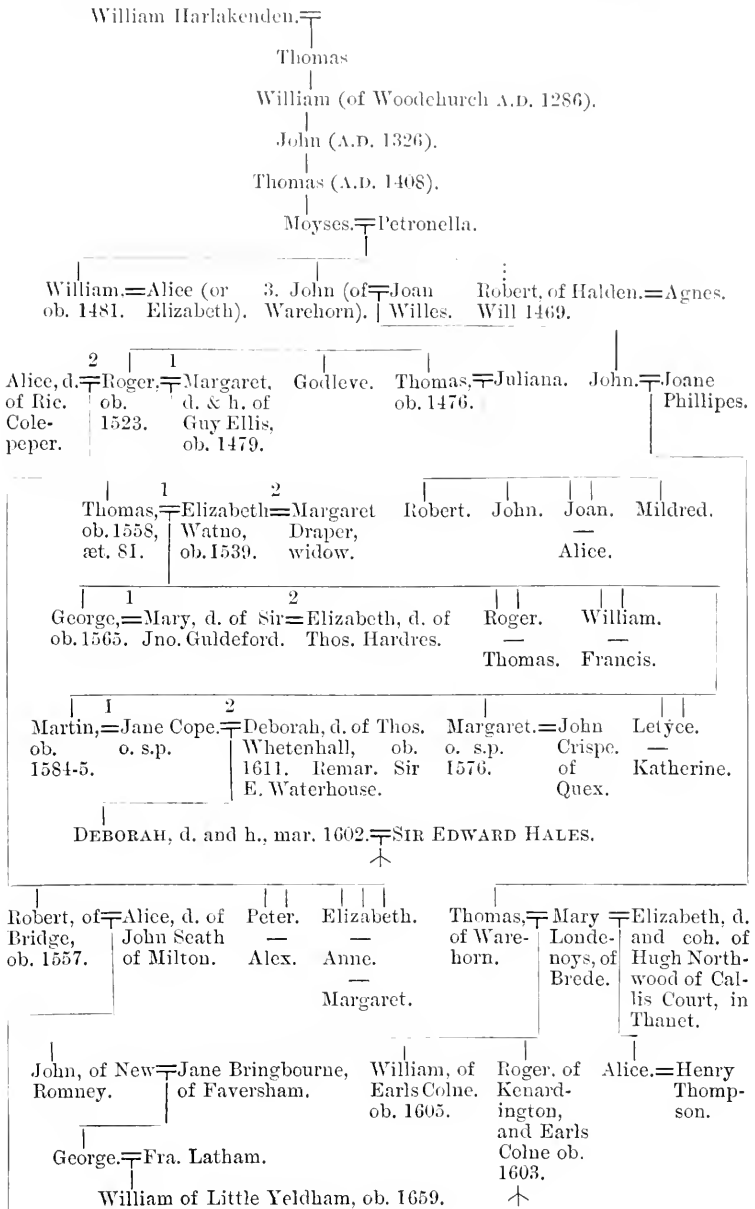 William Harlakenden.
Thomas
William (of Woodchurch A.D. 1286).
John (A.D. 1326).
Thomas (A.D. 1408).
Moyses. Petronella.
William.=Alice (or 3. John (of Joan Robert, of Halden.=Agnes.
ob. 1481. Elizabeth). Warehorn). Willes. Will 1469.
2 1
Alice, d. Roger, Margaret, Godleve. Thomas, Juliana. John. Joane
of Ric. ob. d. & h. of ob. 1476. Phillipes.
Cole- 1523. Guy Ellis,
peper. ob. 1479.
1 2
Thomas, Elizabeth=Margaret Robert. John. Joan. Mildred.
ob. 1558, Watno, Draper, —
æt. 81. ob. 1539. widow. Alice.
1 2
George,=Mary, d. of Sir=Elizabeth, d. of Roger. William.
ob. 1565. Jno. Guldeford. Thos. Hardres. — —
Thomas. Francis.
1 2
Martin,=Jane Cope. Deborah, d. of Thos. Margaret.=John Letyce.
ob. o. s.p. Whetenhall, ob. o. s.p. Crispe. —
1584-5. 1611. Remar. Sir 1576. of Katherine.
E. Waterhouse. Quex.
DEBORAH, d. and h., mar. 1602. SIR EDWARD HALES.
Robert, of Alice, d. of Peter. Elizabeth. Thomas, Mary Elizabeth, d.
Bridge, John Seath — — of Ware- Londe- and coh. of
ob. 1557. of Milton. Alex. Anne. horn. noys, of Hugh North-
— Brede. wood of Cal-
Margaret. lis Court, in
Thanet.
John, of New Jane Bringbourne, William, of Roger, of Alice.=Henry
Romney. of Faversham. Earls Colne. Kenard- Thomp-
ob. 1605. ington, son.
and Earls
Colne ob.
George. Fra. Latham. 1603.
William of Little Yeldham, ob. 1659.